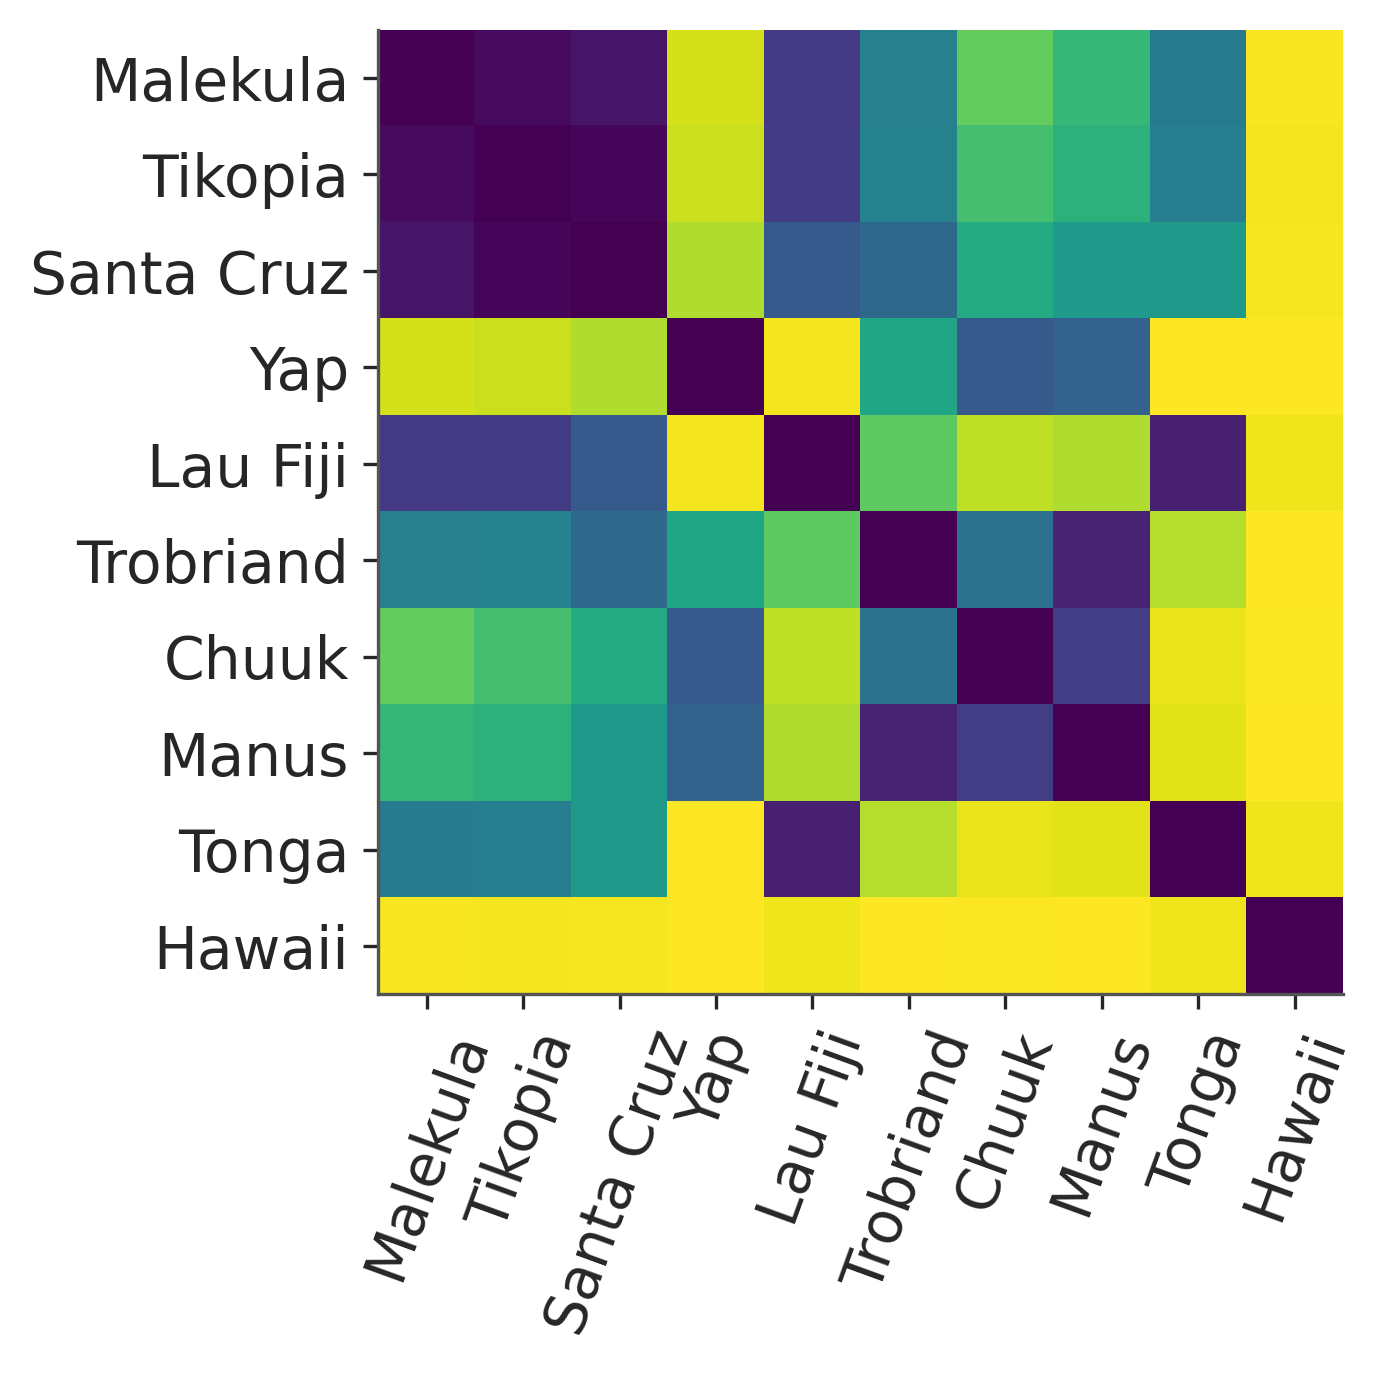 Malekula
Tikopia
Santa Cruz
Yap
Lau Fiji
Trobriand
Chuuk
Manus
Tonga
Hawaii
Malekula
Tikopia
Santa Cruz
Yap
Lau Fiji
Trobriand
Chuuk
Manus
Tonga
Hawaii